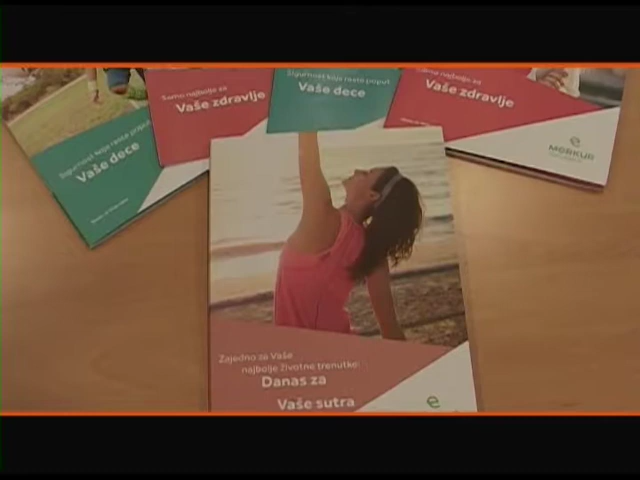 Sigurnost koja raste poput
Vaše dece
Samo najbolje za
Vaše zdravlje
Sigurnost koja raste poput
Vaše dece
Samo najbolje za
Vaše zdravlje
MERKUR
Zajedno za Vaše
najbolje životne trenutke:
Danas za
Vaše sutra